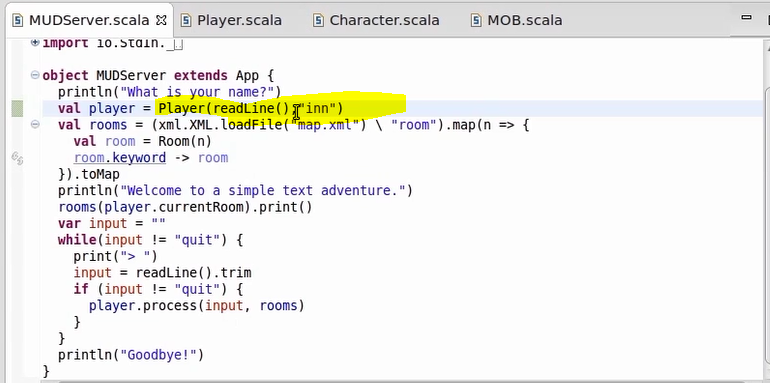 MUDServer.scala Player.scala Character.scala MOB.scala
import io.StdIn._
object MUDServer extends App {
println("What is your name?")
val player = Player(readLine(),"inn")
val rooms = (xml.XML.loadFile("map.xml") \ "room").map(n => {
val room = Room(n)
room.keyword -> room
}).toMap
println("Welcome to a simple text adventure.")
rooms(player.currentRoom).print()
var input = ""
while(input != "quit") {
print("> ")
input = readLine().trim
if (input != "quit") {
player.process(input, rooms)
}
}
println("Goodbye!")
}